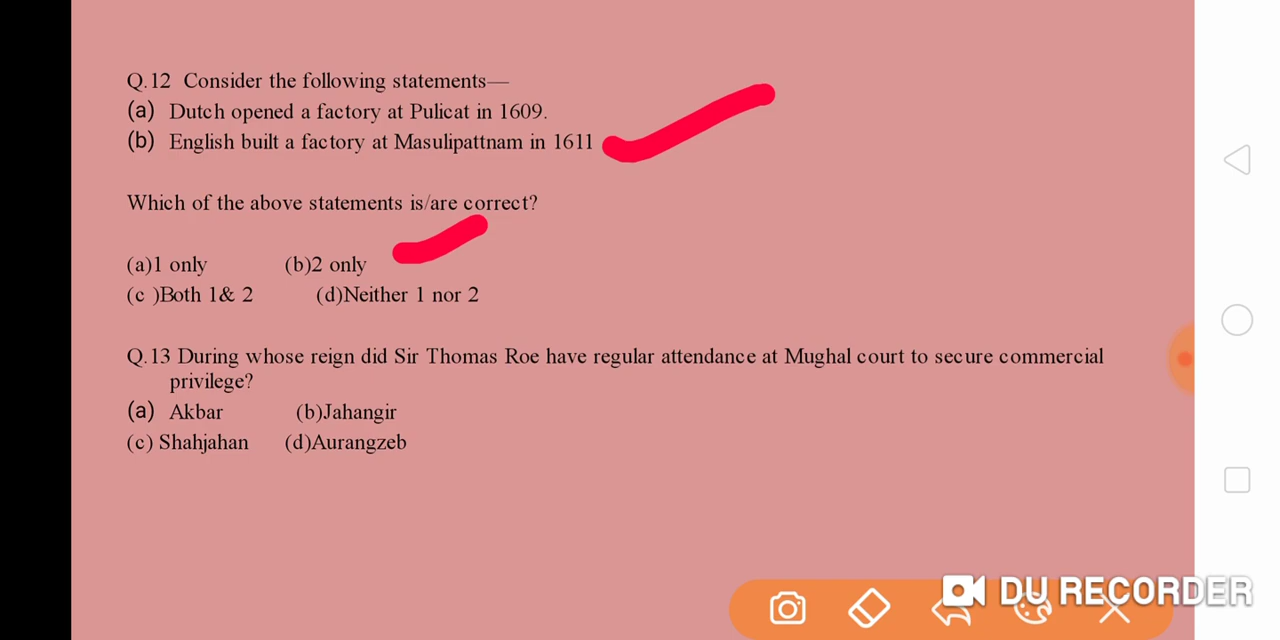 Q.12 Consider the following statements—
(a) Dutch opened a factory at Pulicat in 1609.
(b) English built a factory at Masulipattnam in 1611
Which of the above statements is/are correct?
(a)1 only (b)2 only
(c )Both 1& 2 (d)Neither 1 nor 2
Q.13 During whose reign did Sir Thomas Roe have regular attendance at Mughal court to secure commercial
privilege?
(a) Akbar (b)Jahangir
(c) Shahjahan (d)Aurangzeb
DU RECORDER